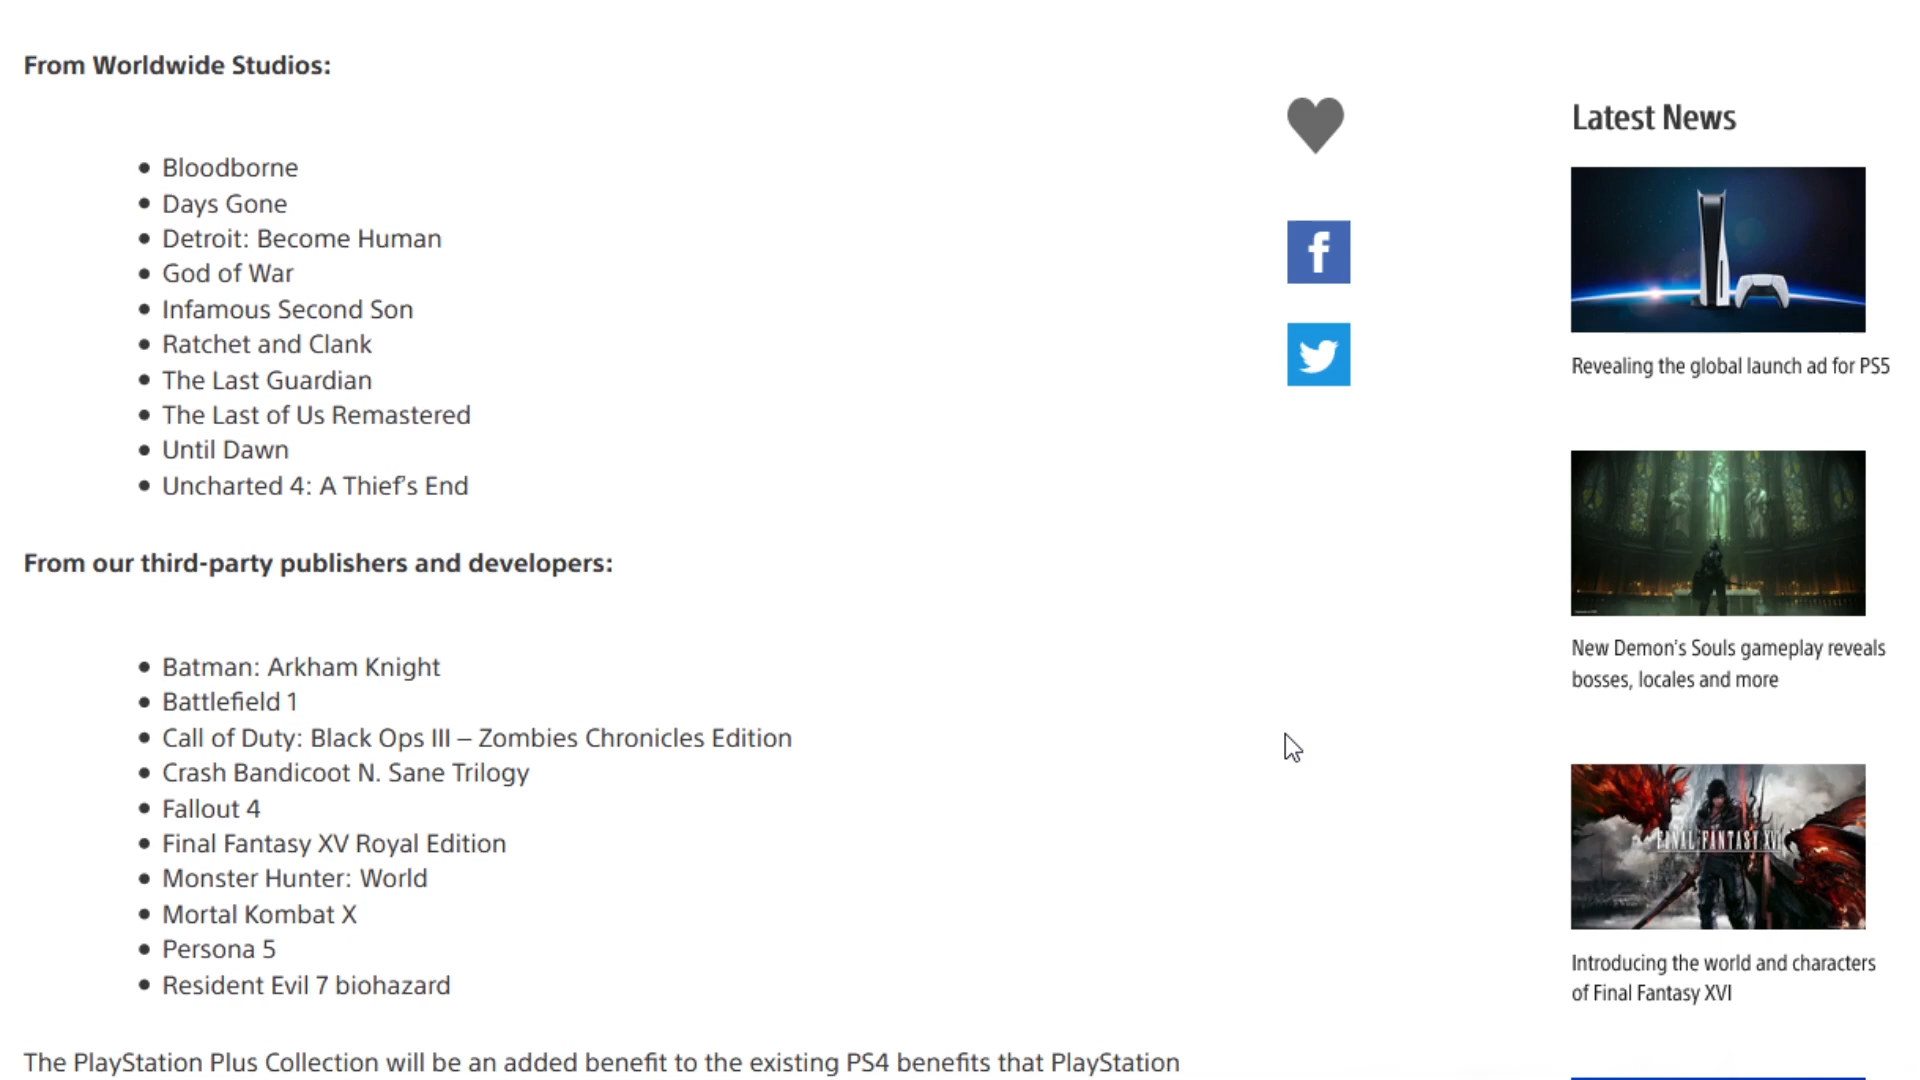 From Worldwide Studios:
Bloodborne
Days Gone
Detroit: Become Human
God of War
Infamous Second Son
Ratchet and Clank
The Last Guardian
The Last of Us Remastered
Until Dawn
Uncharted 4: A Thief's End
From our third-party publishers and developers:
Batman: Arkham Knight
Battlefield 1
Call of Duty: Black Ops III – Zombies Chronicles Edition
Crash Bandicoot N. Sane Trilogy
Fallout 4
Final Fantasy XV Royal Edition
Monster Hunter: World
Mortal Kombat X
Persona 5
Resident Evil 7 biohazard
The PlayStation Plus Collection will be an added benefit to the existing PS4 benefits that PlayStation
f
Latest News
Revealing the global launch ad for PS5
New Demon's Souls gameplay reveals
bosses, locales and more
FINAL FANTASY XVI
Introducing the world and characters
of Final Fantasy XVI